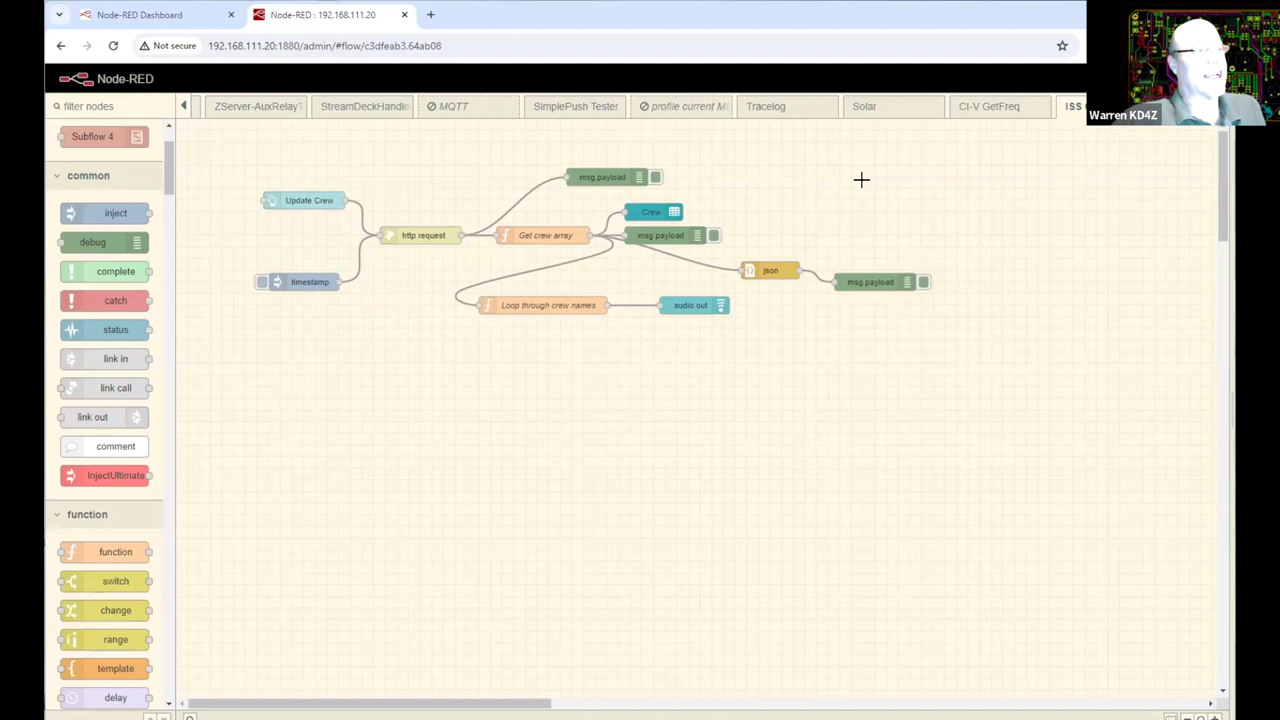 Node-RED Dashboard
Node-RED : 192.168.111.20
Not secure
192.168.111.20:1880/admin/#flow/c3dfeab3.64ab08
Node-RED
Warren KD4Z
filter nodes
ZServer-AuxRelayT
StreamDeckHandle
MQTT
SimplePush Tester
profile current M
Tracelog
Solar
CI-V GetFreq
ISS
Subflow 4
common
inject
debug
complete
catch
status
link in
link call
link out
comment
InjectUltimate
function
function
switch
change
range
template
delay
msg.payload
Update Crew
Crew
http request
Get crew array
msg.payload
json
timestamp
msg.payload
Loop through crew names
audio out